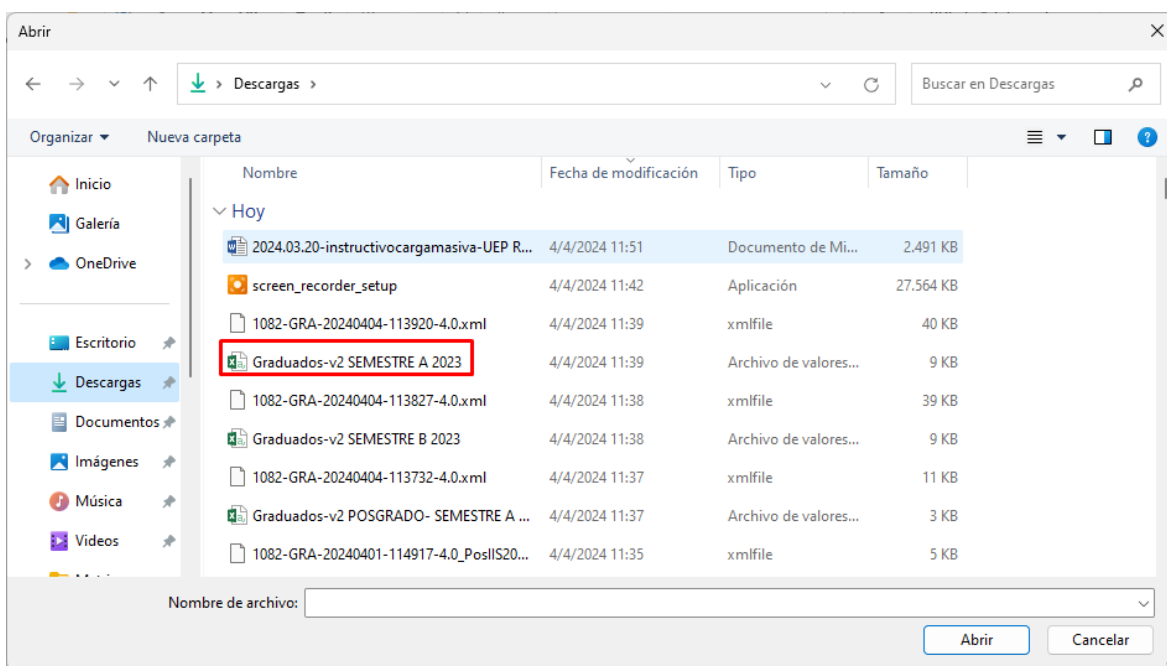 Abrir
Descargas
Buscar en Descargas
Organizar
Nueva carpeta
Nombre
Fecha de modificación
Tipo
Tamaño
Inicio
Galería
OneDrive
Escritorio
Descargas
Documentos
Imágenes
Música
Videos
Hoy
2024.03.20-instructivocargamasiva-UEP R... 4/4/2024 11:51 Documento de Mi... 2.491 KB
screen_recorder_setup 4/4/2024 11:42 Aplicación 27.564 KB
1082-GRA-20240404-113920-4.0.xml 4/4/2024 11:39 xmlfile 40 KB
Graduados-v2 SEMESTRE A 2023 4/4/2024 11:39 Archivo de valores... 9 KB
1082-GRA-20240404-113827-4.0.xml 4/4/2024 11:38 xmlfile 39 KB
Graduados-v2 SEMESTRE B 2023 4/4/2024 11:38 Archivo de valores... 9 KB
1082-GRA-20240404-113732-4.0.xml 4/4/2024 11:37 xmlfile 11 KB
Graduados-v2 POSGRADO- SEMESTRE A ... 4/4/2024 11:37 Archivo de valores... 3 KB
1082-GRA-20240401-114917-4.0_PosIIS20... 4/4/2024 11:35 xmlfile 5 KB
Nombre de archivo:
Abrir
Cancelar